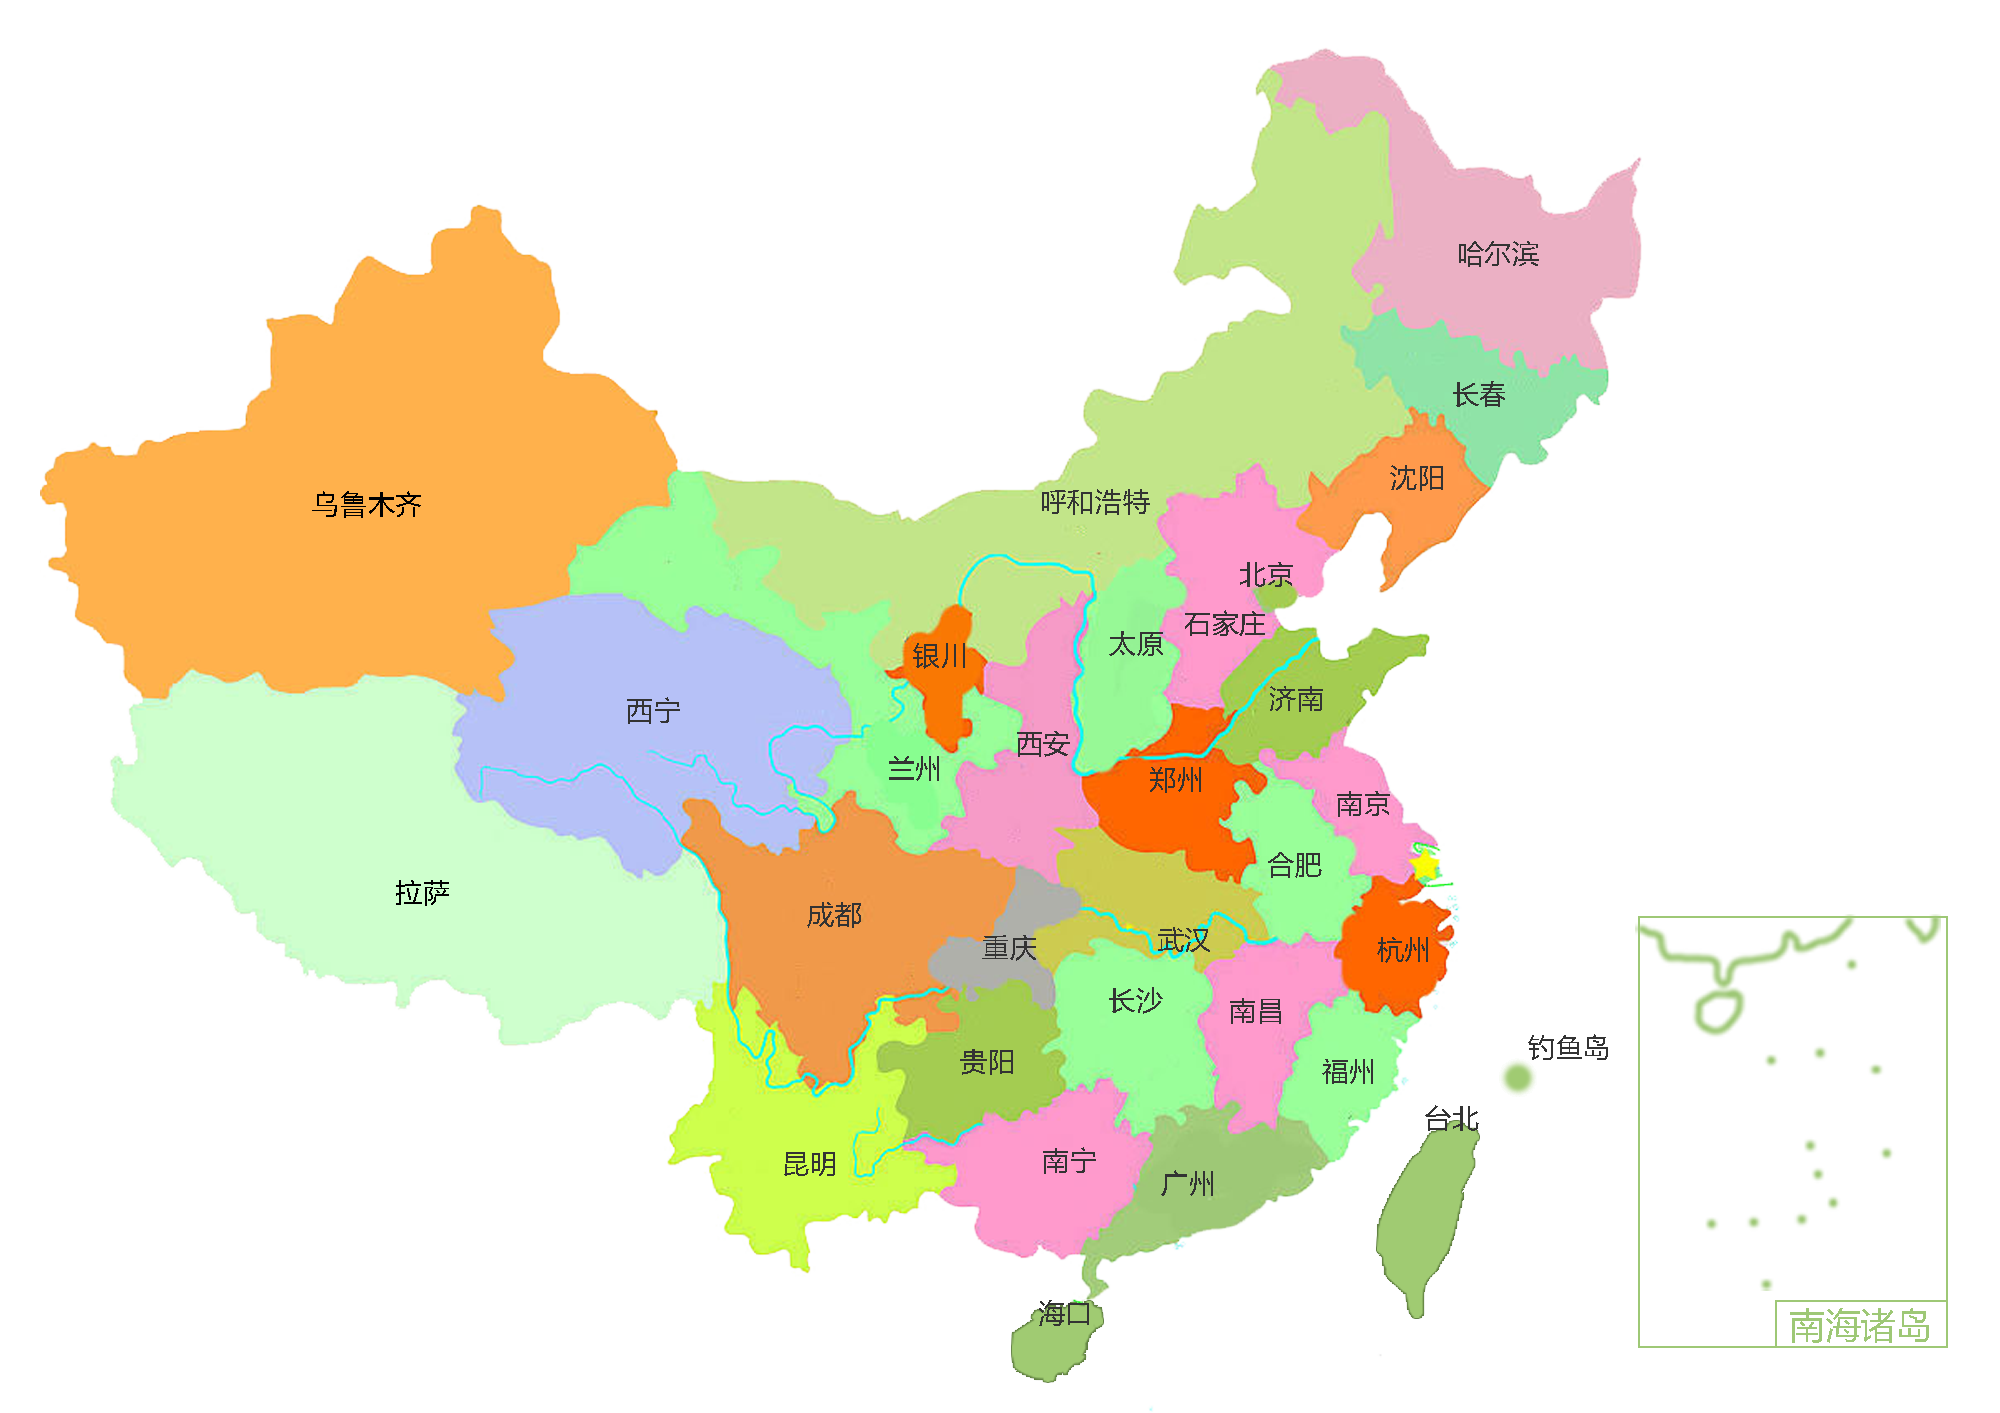 哈尔滨
长春
沈阳
乌鲁木齐
呼和浩特
北京
石家庄
太原
银川
济南
西宁
西安
兰州
郑州
南京
合肥
拉萨
成都
武汉
重庆
杭州
长沙
南昌
钓鱼岛
贵阳
福州
台北
昆明
南宁
广州
海口
南海诸岛